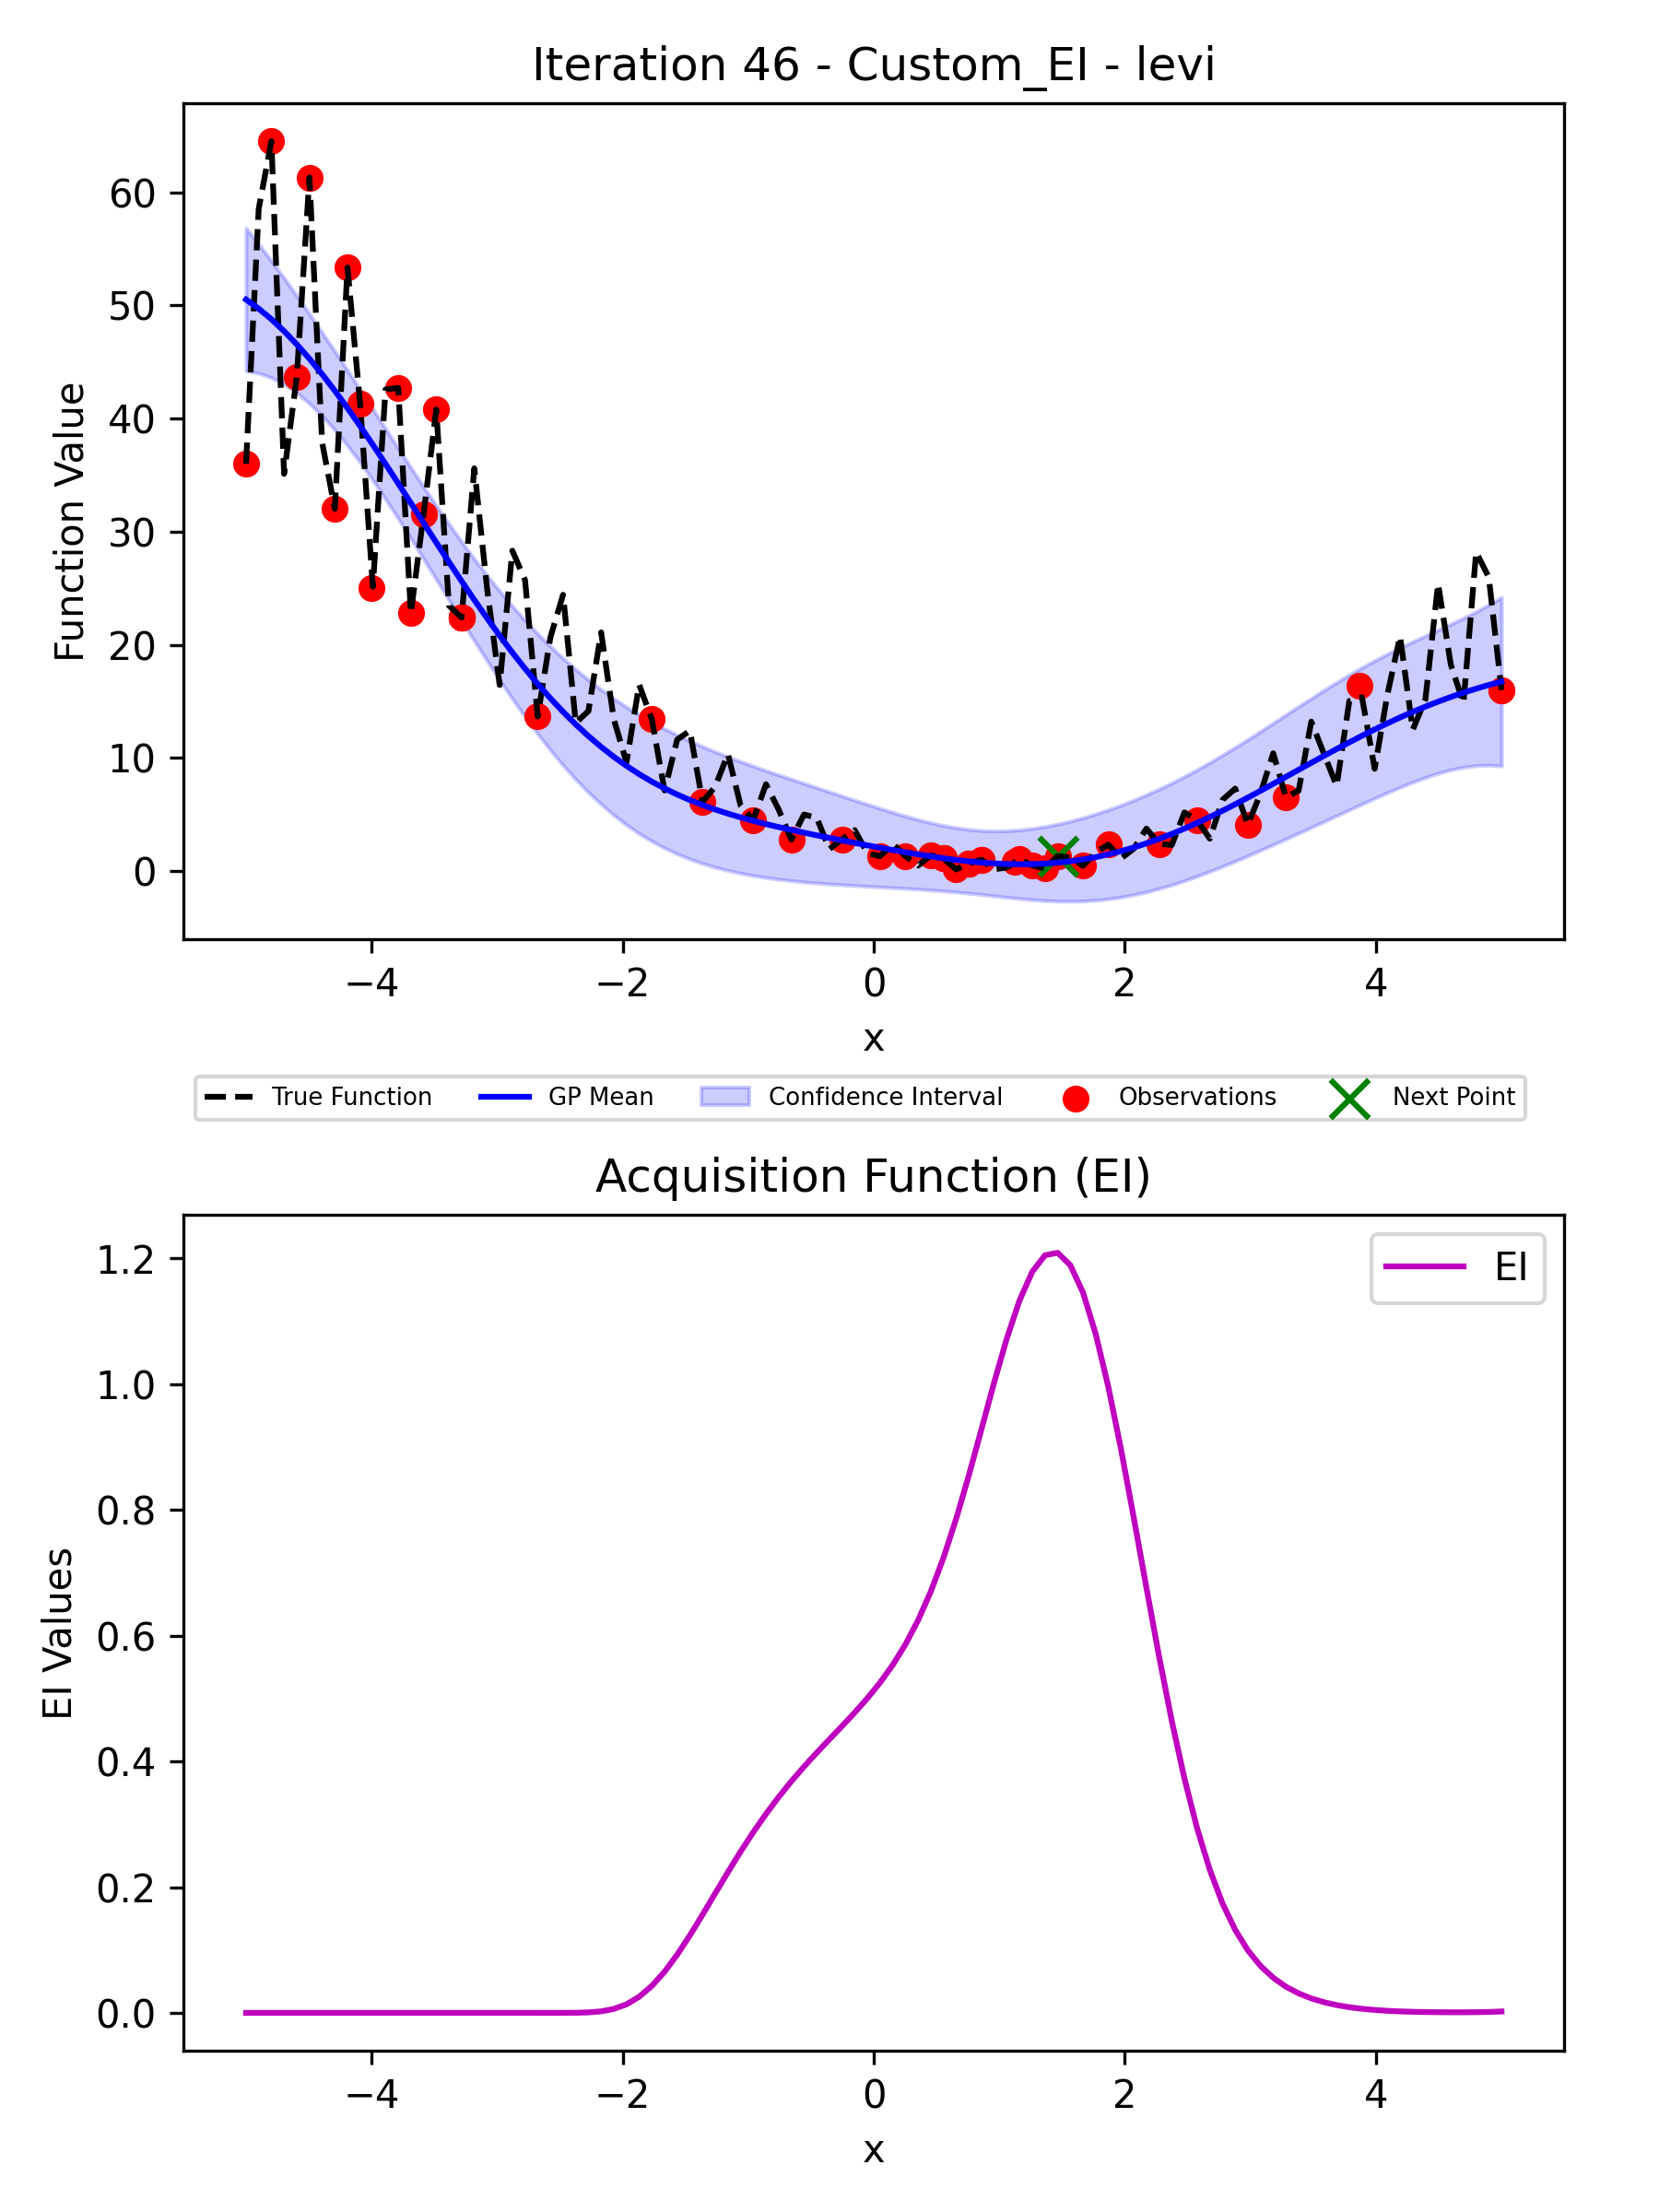 Iteration 46 - Custom_EI - levi
Function Value
60
50
40
30
20
10
0
−4 −2 0 2 4
x
True Function GP Mean Confidence Interval Observations Next Point
Acquisition Function (EI)
EI
EI Values
1.2
1.0
0.8
0.6
0.4
0.2
0.0
−4 −2 0 2 4
x